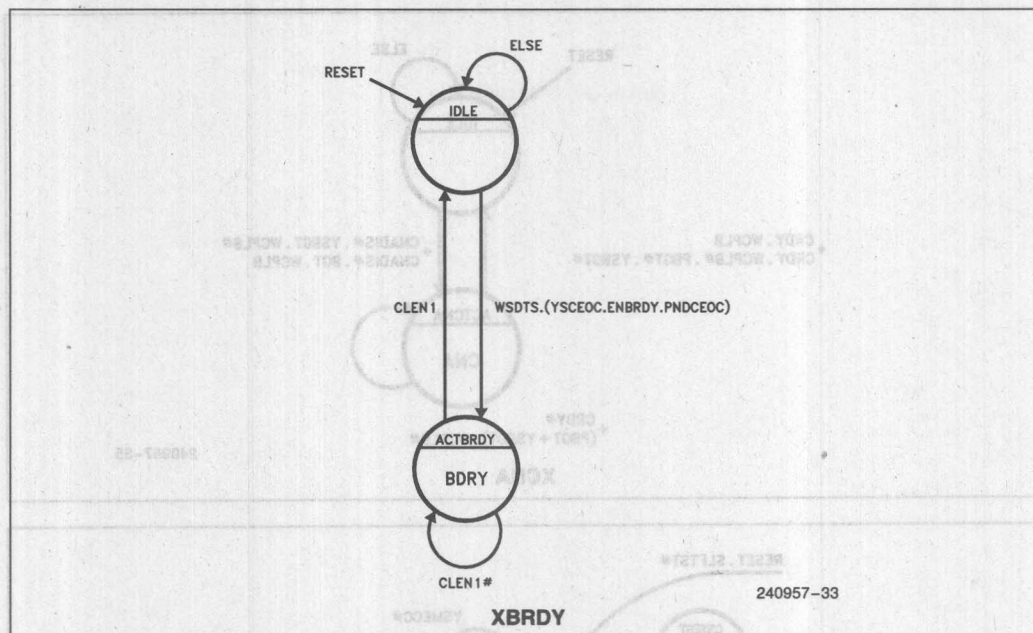 ELSE
RESET
IDLE
CLEN1
WSDTS.(YSCEOC.ENBRDY.PNDCEOC)
ACTBRDY
BDRY
CLEN1#
240957-33
XBRDY